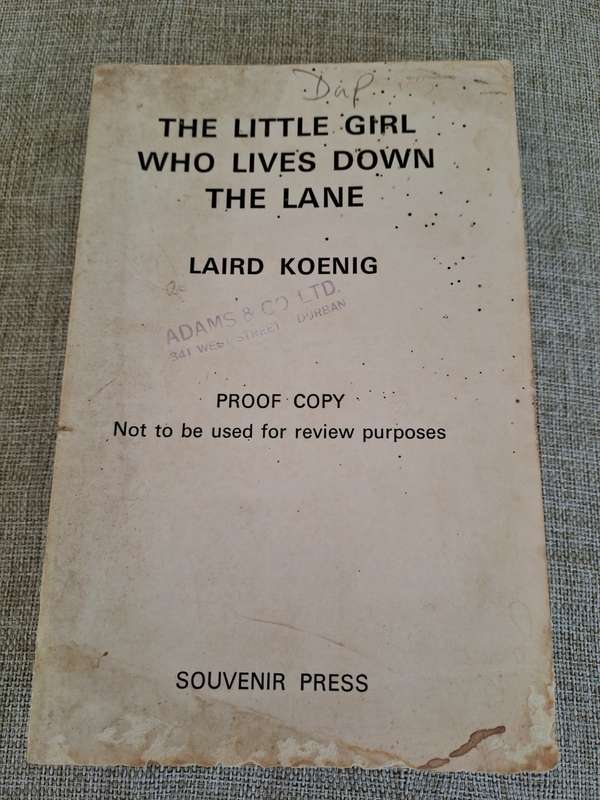 Dup
THE LITTLE GIRL
WHO LIVES DOWN
THE LANE
LAIRD KOENIG
ADAMS & CO LTD.
341 WEST STREET DURBAN
PROOF COPY
Not to be used for review purposes
SOUVENIR PRESS